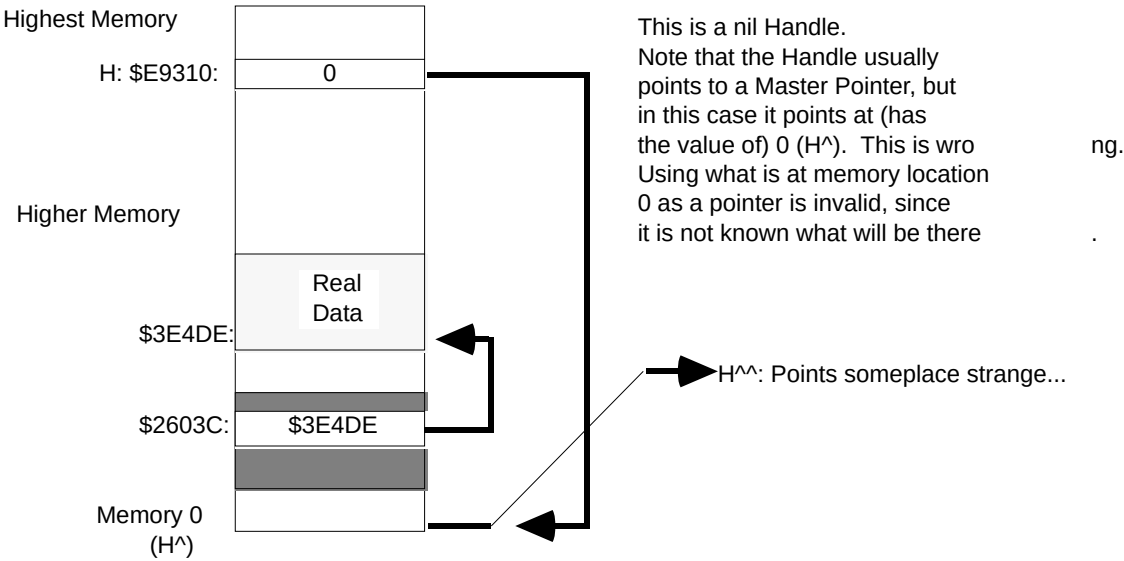 Highest Memory
H: $E9310:
0
Higher Memory
Real
Data
$3E4DE:
$2603C:
$3E4DE
Memory 0
(H^)
This is a nil Handle.
Note that the Handle usually
points to a Master Pointer, but
in this case it points at (has
the value of) 0 (H^).  This is wro ng.
Using what is at memory location
0 as a pointer is invalid, since
it is not known what will be there .
H^^: Points someplace strange...